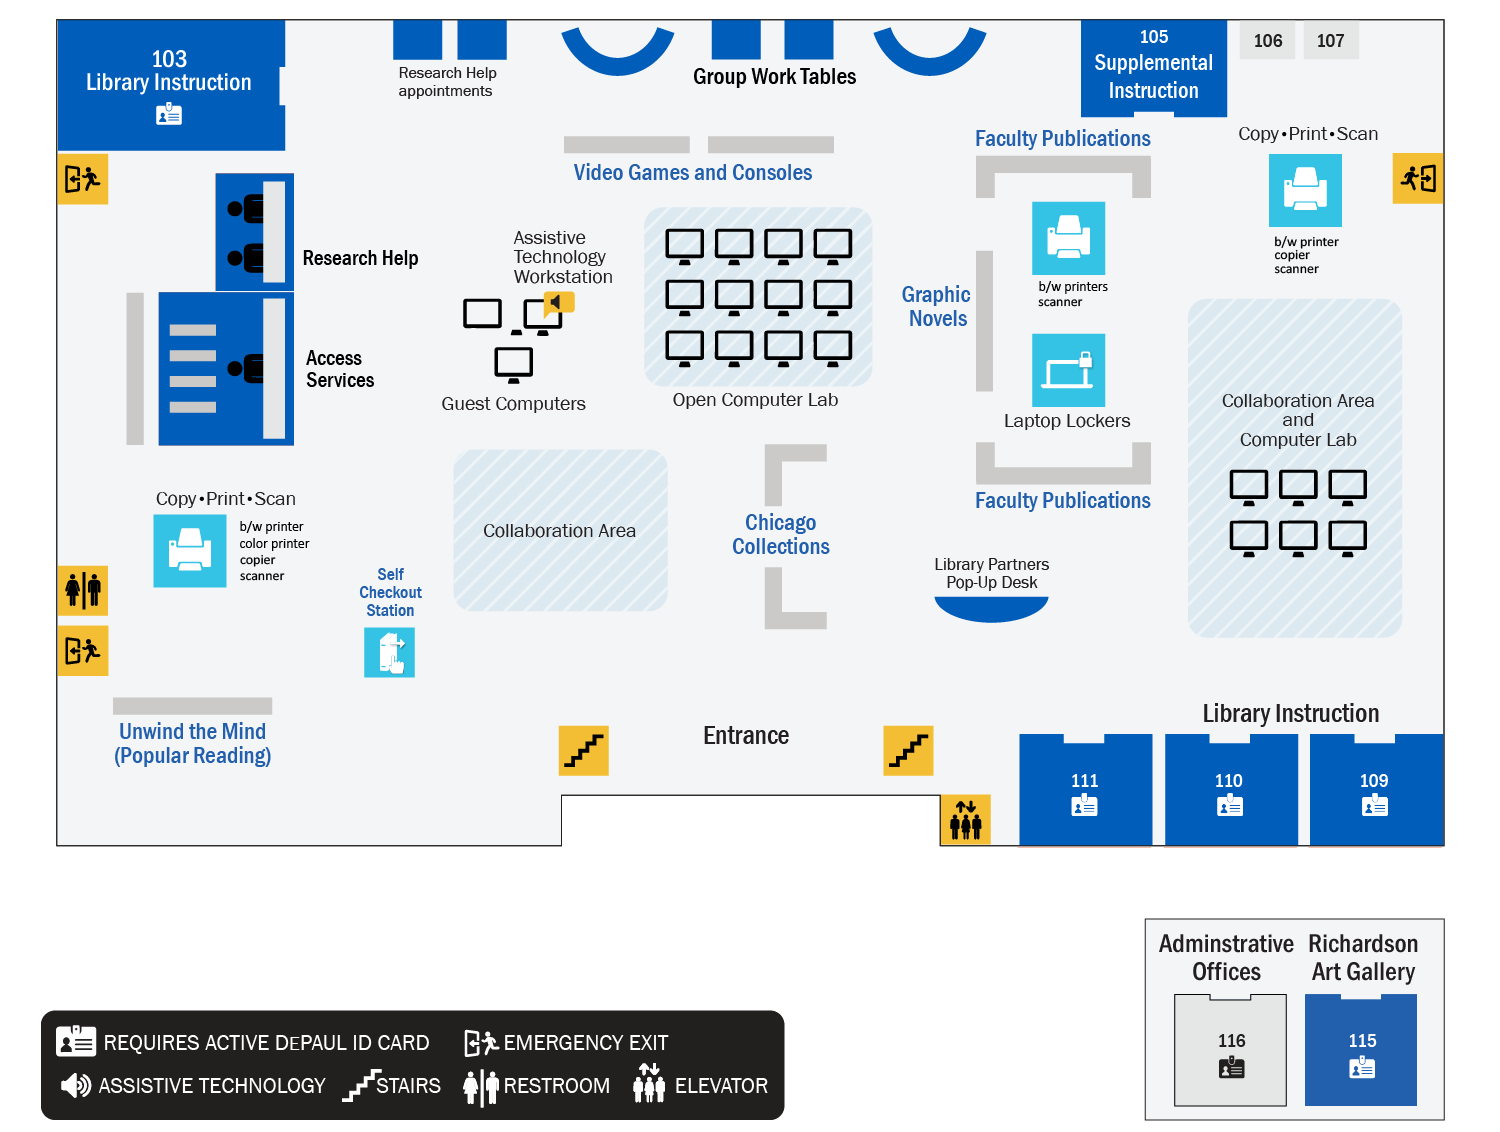 103
Library Instruction
Research Help
appointments
Group Work Tables
105
Supplemental
Instruction
106
107
Copy•Print•Scan
b/w printer
copier
scanner
Faculty Publications
Video Games and Consoles
Research Help
Assistive
Technology
Workstation
Guest Computers
Open Computer Lab
Graphic
Novels
b/w printers
scanner
Laptop Lockers
Faculty Publications
Collaboration Area
and
Computer Lab
Access
Services
Copy•Print•Scan
b/w printer
color printer
copier
scanner
Collaboration Area
Chicago
Collections
Library Partners
Pop-Up Desk
Self
Checkout
Station
Unwind the Mind
(Popular Reading)
Entrance
Library Instruction
111
110
109
Adminstrative
Offices
Richardson
Art Gallery
116
115
REQUIRES ACTIVE DePAUL ID CARD
EMERGENCY EXIT
ASSISTIVE TECHNOLOGY
STAIRS
RESTROOM
ELEVATOR